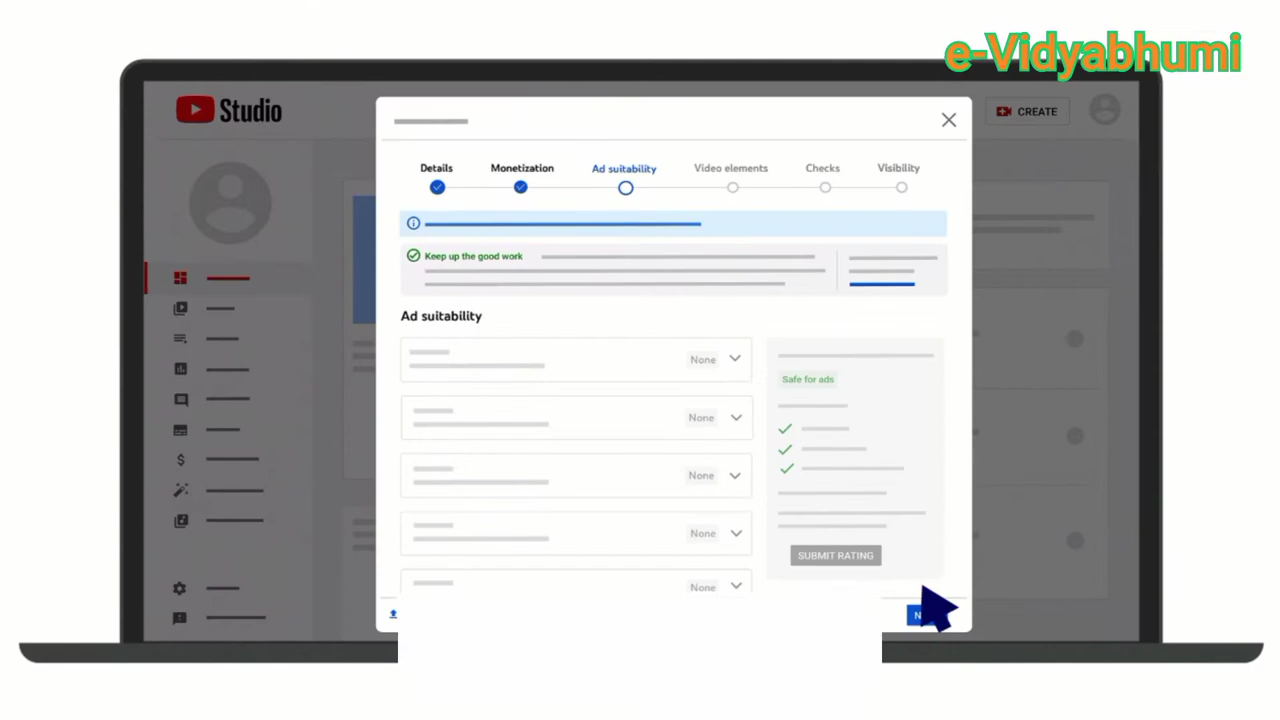 e-Vidyabhumi
Studio
CREATE
Details Monetization Ad suitability Video elements Checks Visibility
Keep up the good work
Ad suitability
None
Safe for ads
None
None
None
SUBMIT RATING
None